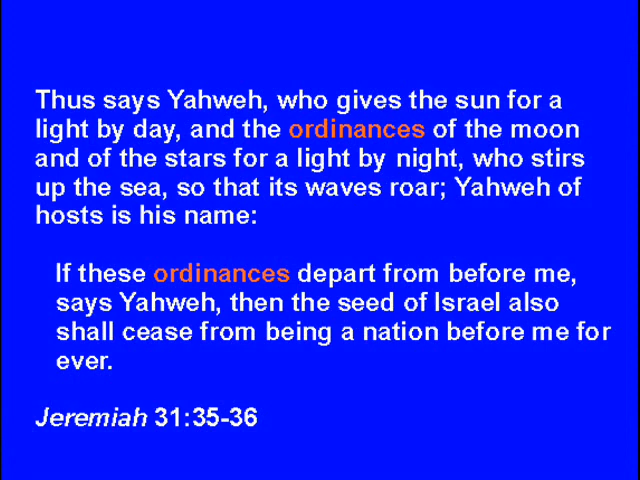 Thus says Yahweh, who gives the sun for a
light by day, and the ordinances of the moon
and of the stars for a light by night, who stirs
up the sea, so that its waves roar; Yahweh of
hosts is his name:
If these ordinances depart from before me,
says Yahweh, then the seed of Israel also
shall cease from being a nation before me for
ever.
Jeremiah 31:35-36